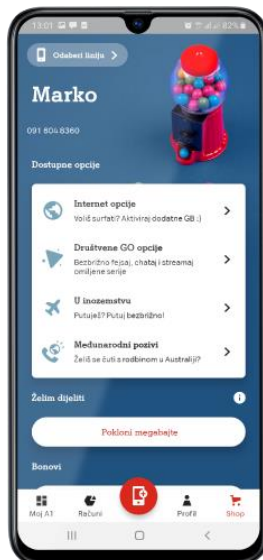 13:01
82%
Odaberi liniju
Marko
091 604 6360
Dostupne opcije
Internet opcije
Voliš surfati? Aktiviraj dodatne GB :)
Društvene GO opcije
Bezbrižno fejsaj, chataj i streamaj
omiljene serije
U inozemstvu
Putuješ? Putuj bezbrižno!
Međunarodni pozivi
Želiš se čuti s rodbinom u Australiji?
Želim dijeliti
Pokloni megabajte
Bonovi
Moj A1
Računi
Profil
Shop